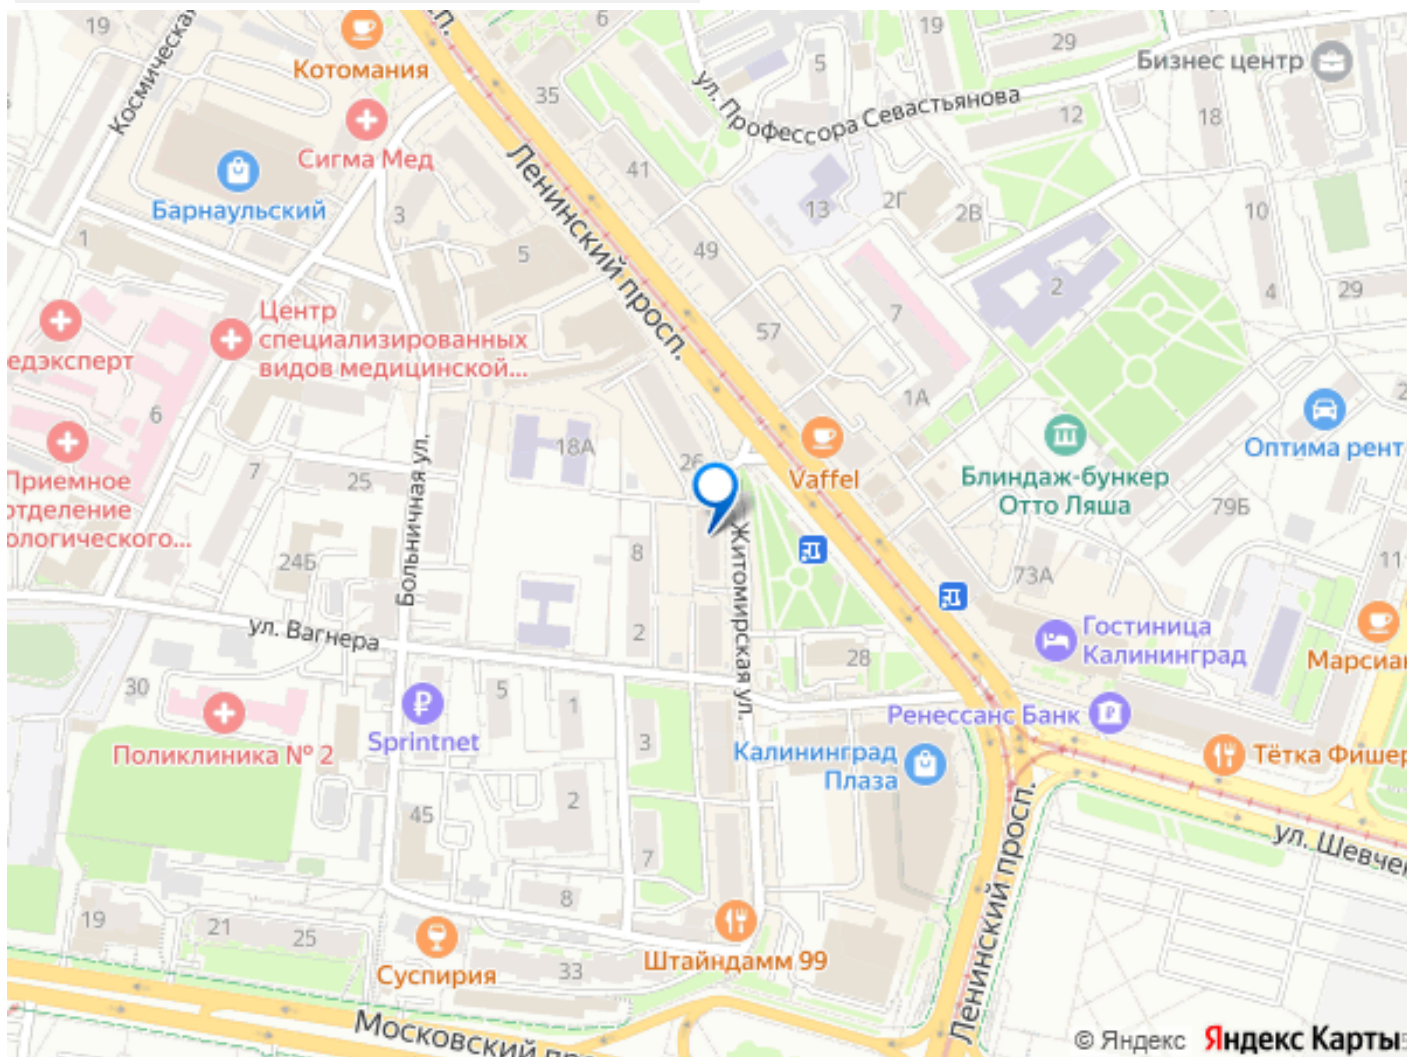 19
Космическая
сп.
6
19
29
Бизнес центр
Котомания
5
ул. Профессора Севастьянова
35
12
18
Сигма Мед
Ленинский просп.
41
Барнаульский
3
13
2Г
2В
10
1
5
49
2
4
29
Центр
специализированных
видов медицинской...
едэксперт
7
57
6
1А
Оптима рент
18А
Приемное
отделение
ологического...
7
25
Больничная ул.
26
Vaffel
Блиндаж-бункер
Отто Ляша
79Б
24Б
8
Житомирская ул.
73А
11
ул. Вагнера
2
28
Гостиница
Калининград
Марсиан
30
5
1
Sprintnet
Ренессанс Банк
Поликлиника № 2
3
Калининград
Плаза
Тётка Фишер
45
2
7
ул. Шевчен
Ленинский просп.
8
19
21
25
Суспирия
33
Штайндамм 99
Московский про
© Яндекс Яндекс Карты